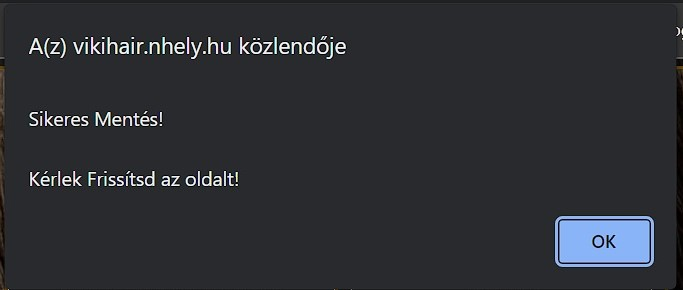 A(z) vikihair.nhely.hu közlendője
Sikeres Mentés!
Kérlek Frissítsd az oldalt!
OK